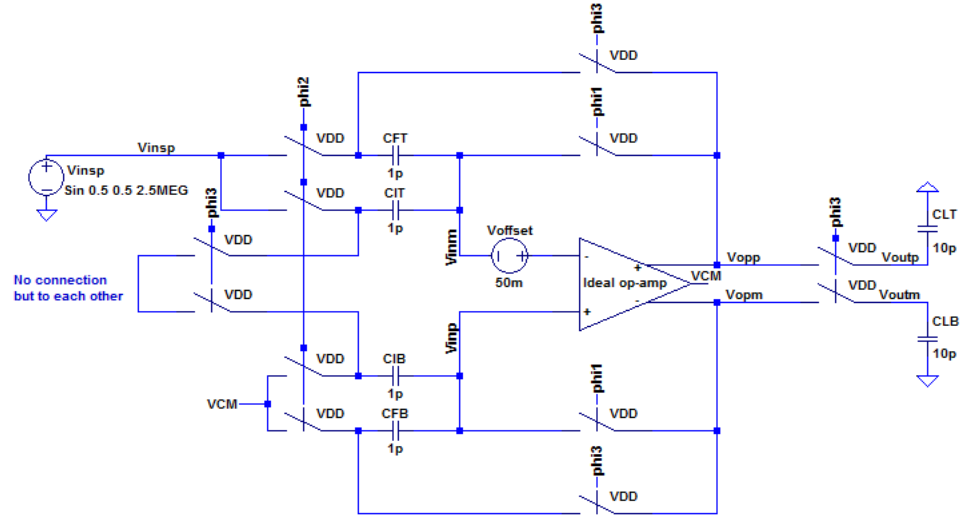 phi3
VDD
phi2
phi1
Vinsp
VDD
CFT
VDD
1p
Vinsp
Sin 0.5 0.5 2.5MEG
phi3
VDD
CIT
1p
phi3
CLT
VDD
Vinm
Voffset
10p
50m
-
+
Ideal op-amp
VCM
-
+
Vopp
VDD
Voutp
No connection
but to each other
VDD
Vopm
VDD
Voutm
Vinp
CLB
10p
VDD
CIB
1p
phi1
VCM
VDD
CFB
1p
VDD
phi3
VDD